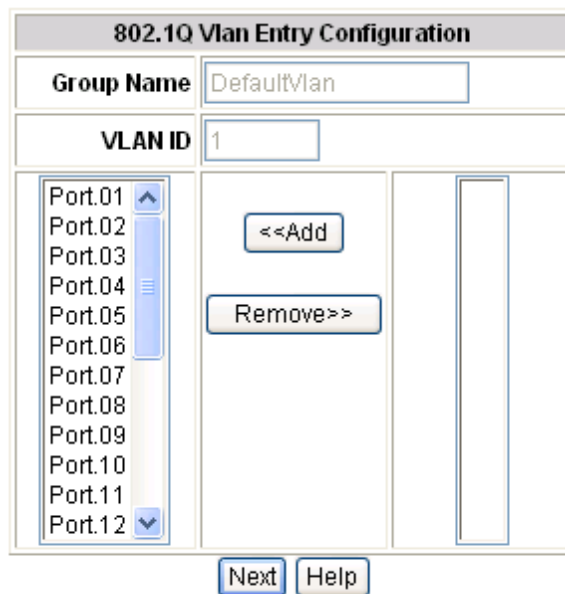 802.1Q Vlan Entry Configuration
Group Name DefaultVlan
VLAN ID 1
Port.01
Port.02
Port.03
Port.04
Port.05
Port.06
Port.07
Port.08
Port.09
Port.10
Port.11
Port.12
<<Add
Remove>>
Next Help